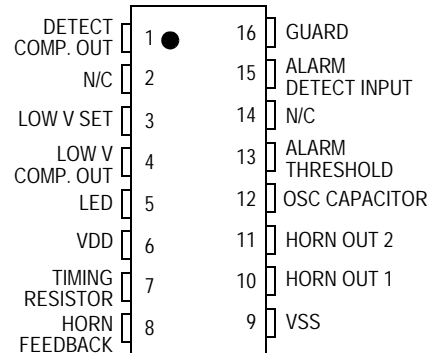 DETECT
COMP. OUT
1
16
GUARD
N/C
2
15
ALARM
DETECT INPUT
LOW V SET
3
14
N/C
LOW V
COMP. OUT
4
13
ALARM
THRESHOLD
LED
5
12
OSC CAPACITOR
VDD
6
11
HORN OUT 2
TIMING
RESISTOR
7
10
HORN OUT 1
HORN
FEEDBACK
8
9
VSS